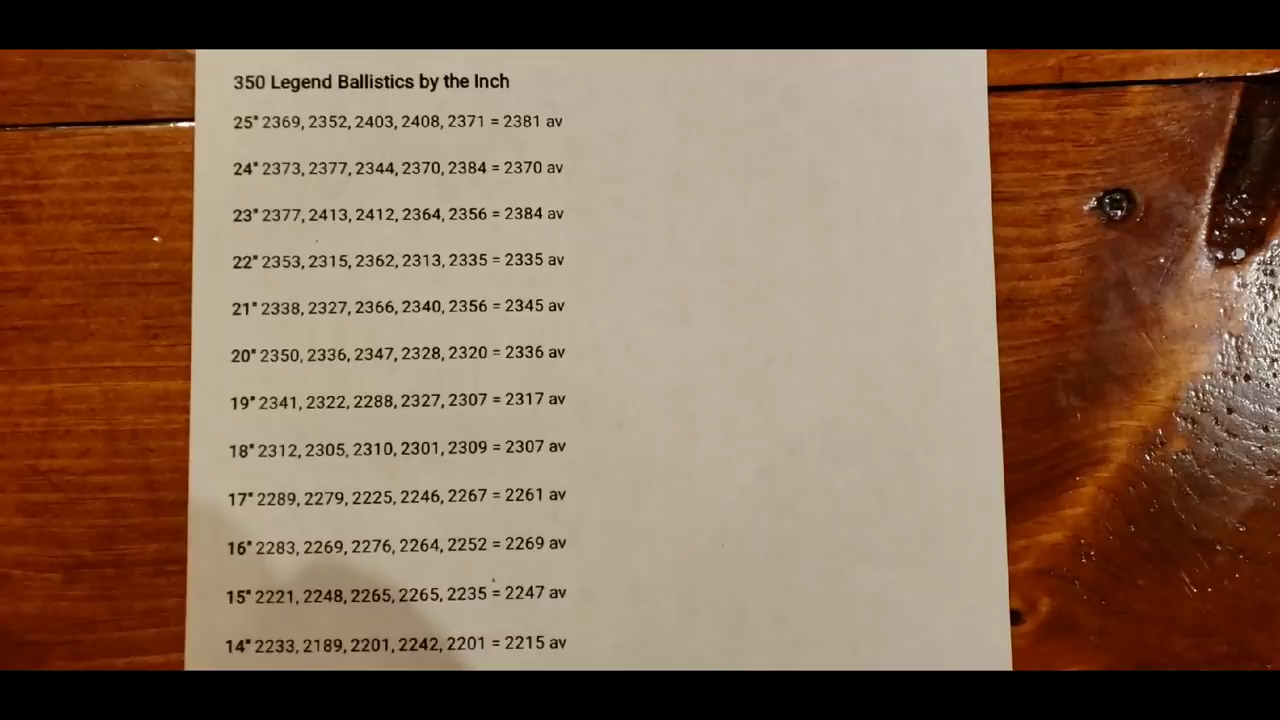 350 Legend Ballistics by the Inch
25" 2369, 2352, 2403, 2408, 2371 = 2381 av
24" 2373, 2377, 2344, 2370, 2384 = 2370 av
23" 2377, 2413, 2412, 2364, 2356 = 2384 av
22" 2353, 2315, 2362, 2313, 2335 = 2335 av
21" 2338, 2327, 2366, 2340, 2356 = 2345 av
20" 2350, 2336, 2347, 2328, 2320 = 2336 av
19" 2341, 2322, 2288, 2327, 2307 = 2317 av
18" 2312, 2305, 2310, 2301, 2309 = 2307 av
17" 2289, 2279, 2225, 2246, 2267 = 2261 av
16" 2283, 2269, 2276, 2264, 2252 = 2269 av
15" 2221, 2248, 2265, 2265, 2235 = 2247 av
14" 2233, 2189, 2201, 2242, 2201 = 2215 av